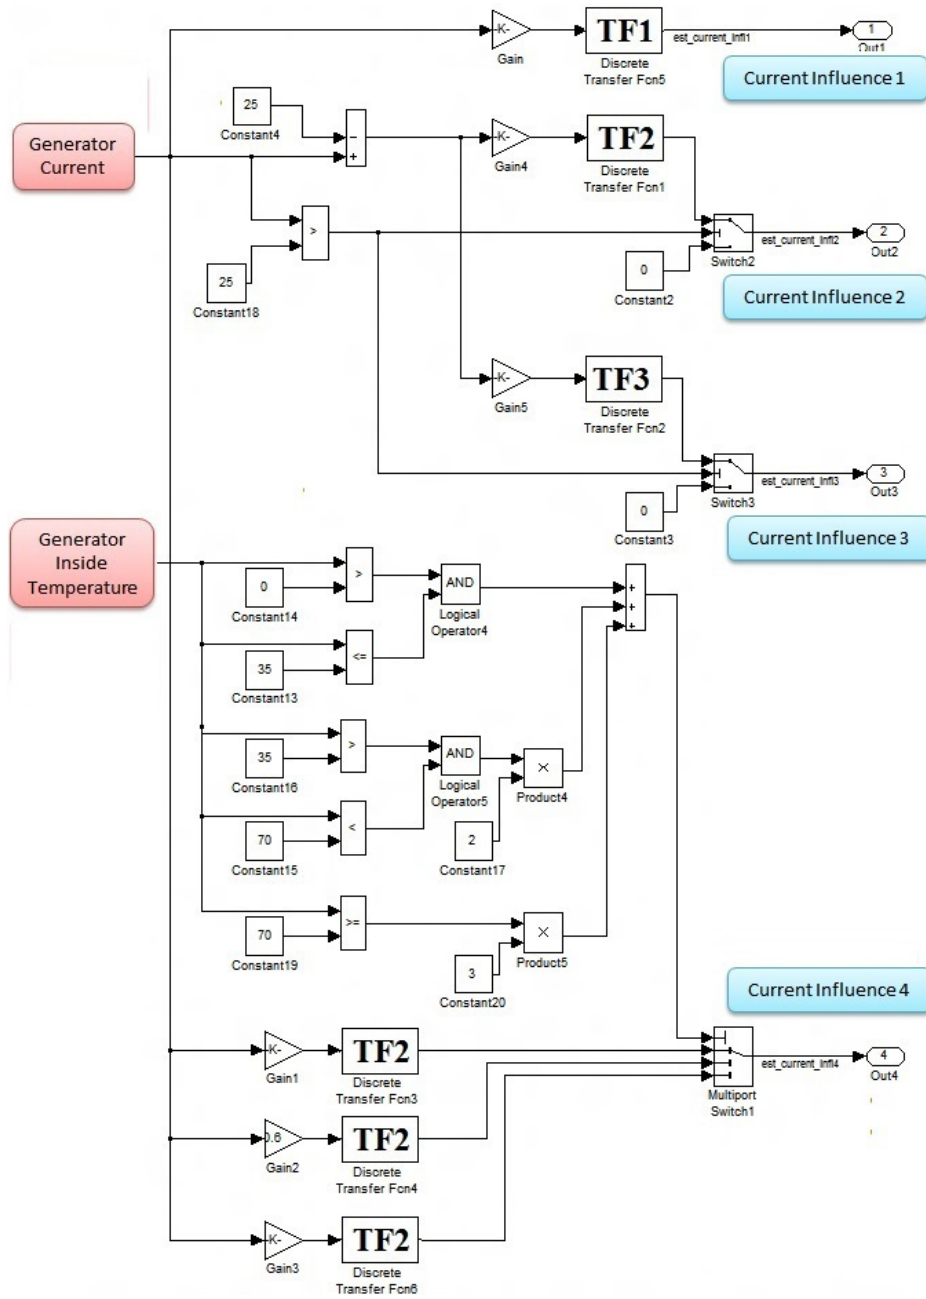 -K-
Gain
TF1
Discrete
Transfer Fcn5
est_current_Infl1
1
Out1
Current Influence 1
25
Constant4
−
+
Generator
Current
-K-
Gain4
TF2
Discrete
Transfer Fcn1
>
25
Constant18
0
Constant2
Switch2
est_current_Infl2
2
Out2
Current Influence 2
-K-
Gain5
TF3
Discrete
Transfer Fcn2
0
Constant3
Switch3
est_current_Infl3
3
Out3
Current Influence 3
Generator
Inside
Temperature
0
Constant14
>
AND
Logical
Operator4
35
Constant13
<=
+
+
+
35
Constant16
>
AND
Logical
Operator5
×
Product4
70
Constant15
<
2
Constant17
70
Constant19
>=
×
Product5
3
Constant20
Current Influence 4
-K-
Gain1
TF2
Discrete
Transfer Fcn3
Multiport
Switch1
est_current_Infl4
4
Out4
0.6
Gain2
TF2
Discrete
Transfer Fcn4
-K-
Gain3
TF2
Discrete
Transfer Fcn6